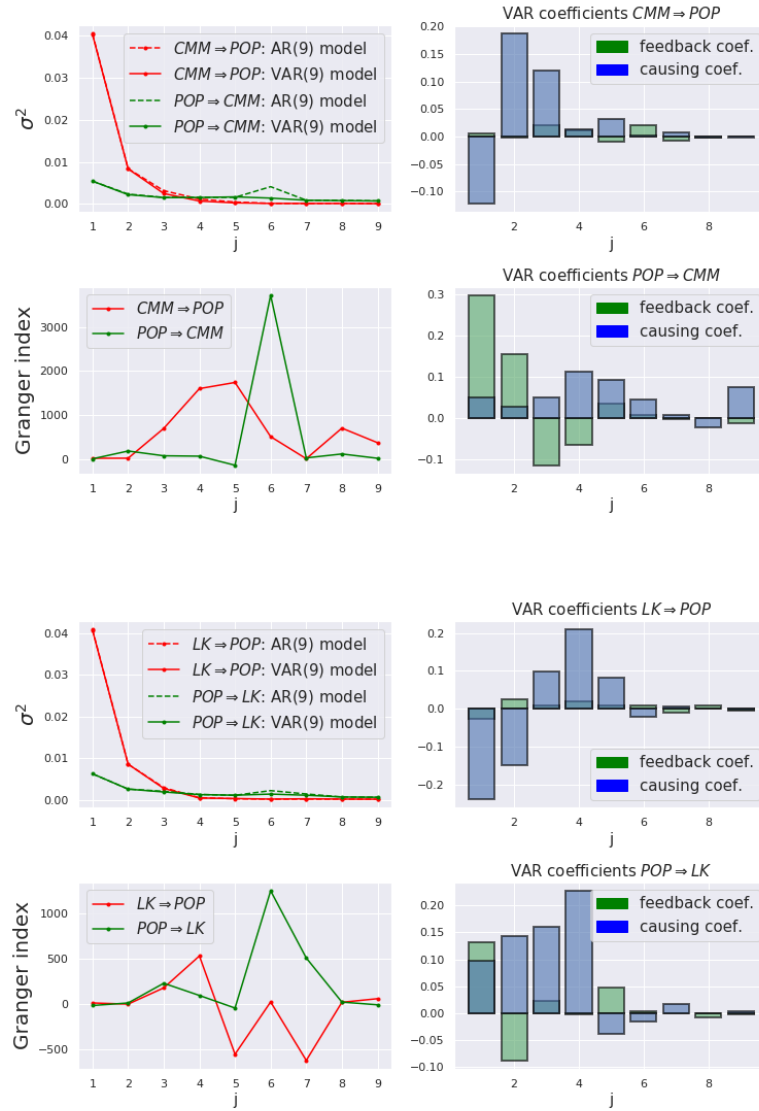 CMM ⇒ POP: AR(9) model
CMM ⇒ POP: VAR(9) model
POP ⇒ CMM: AR(9) model
POP ⇒ CMM: VAR(9) model
σ²
0.04
0.03
0.02
0.01
0.00
1 2 3 4 5 6 7 8 9
j
VAR coefficients CMM ⇒ POP
feedback coef.
causing coef.
0.20
0.15
0.10
0.05
0.00
−0.05
−0.10
2 4 6 8
j
CMM ⇒ POP
POP ⇒ CMM
Granger index
3000
2000
1000
0
1 2 3 4 5 6 7 8 9
j
VAR coefficients POP ⇒ CMM
feedback coef.
causing coef.
0.3
0.2
0.1
0.0
−0.1
2 4 6 8
j
LK ⇒ POP: AR(9) model
LK ⇒ POP: VAR(9) model
POP ⇒ LK: AR(9) model
POP ⇒ LK: VAR(9) model
σ²
0.04
0.03
0.02
0.01
0.00
1 2 3 4 5 6 7 8 9
j
VAR coefficients LK ⇒ POP
0.2
0.1
0.0
−0.1
−0.2
feedback coef.
causing coef.
2 4 6 8
j
LK ⇒ POP
POP ⇒ LK
Granger index
1000
500
0
−500
1 2 3 4 5 6 7 8 9
j
VAR coefficients POP ⇒ LK
feedback coef.
causing coef.
0.20
0.15
0.10
0.05
0.00
−0.05
−0.10
2 4 6 8
j